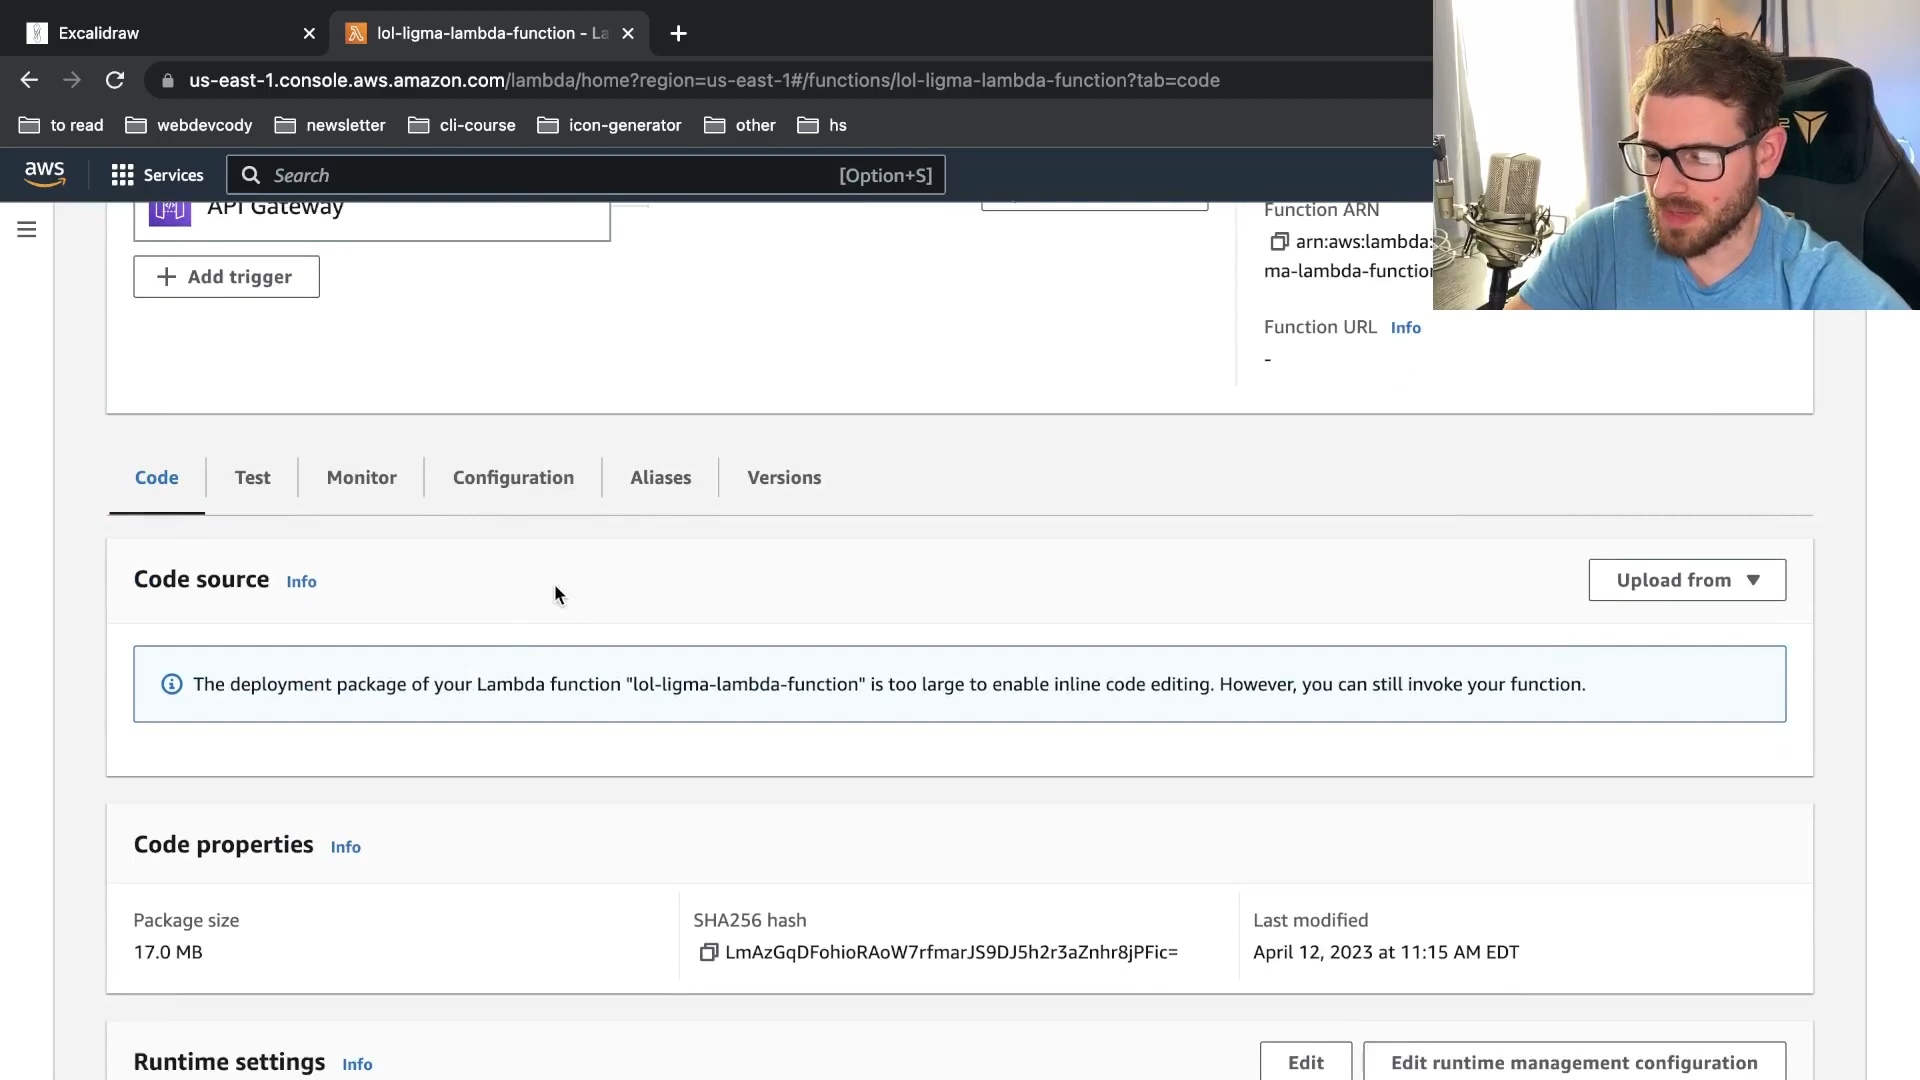 Excalidraw
lol-ligma-lambda-function - La
us-east-1.console.aws.amazon.com/lambda/home?region=us-east-1#/functions/lol-ligma-lambda-function?tab=code
to read
webdevcody
newsletter
cli-course
icon-generator
other
hs
aws
Services
Search
[Option+S]
API Gateway
Add trigger
Function ARN
arn:aws:lambda:
ma-lambda-function
Function URL Info
-
Code
Test
Monitor
Configuration
Aliases
Versions
Code source Info
Upload from
The deployment package of your Lambda function "lol-ligma-lambda-function" is too large to enable inline code editing. However, you can still invoke your function.
Code properties Info
Package size
17.0 MB
SHA256 hash
LmAzGqDFohioRAoW7rfmarJS9DJ5h2r3aZnhr8jPFic=
Last modified
April 12, 2023 at 11:15 AM EDT
Runtime settings Info
Edit
Edit runtime management configuration